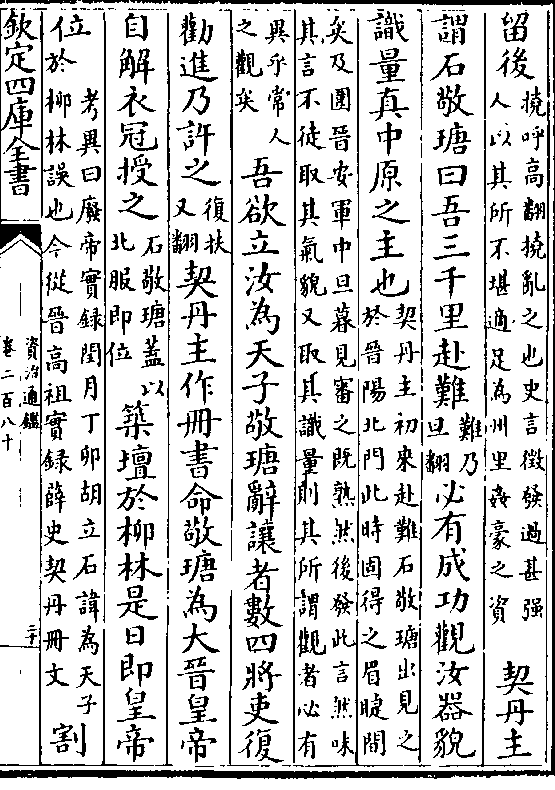 留後撓呼高翻撓亂之也史言徵發過甚强
人以其所不堪適足為州里姦豪之資契丹主
謂石敬瑭曰吾三千里赴難難乃
旦翻必有成功觀汝器貌
識量真中原之主也契丹主初來赴難石敬瑭出見之
於晉陽北門此時固得之眉睫間
矣及圍晉安軍中旦暮見審之既熟然後發此言然味
其言不徒取其氣貌又取其識量則其所謂觀者必有
異乎常人
之觀矣吾欲立汝為天子敬瑭辭讓者數四將吏復
勸進乃許之復扶
又翻契丹主作冊書命敬瑭為大晉皇帝
自解衣冠授之石敬瑭蓋以
北服即位築壇於柳林是日即皇帝
位考異曰廢帝實録閏月丁卯胡立石諱為天子
於柳林誤也今從晉高祖實録薛史契丹冊文割
欽定四庫全書
資治通鑑
卷二百八十
三十